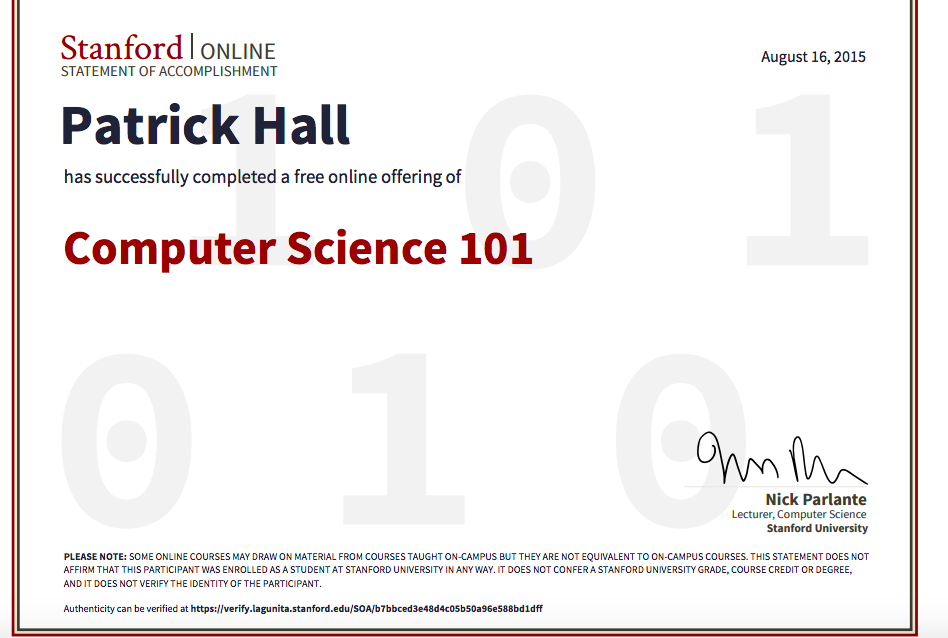 Stanford | ONLINE
August 16, 2015
STATEMENT OF ACCOMPLISHMENT
Patrick Hall
has successfully completed a free online offering of
Computer Science 101
1 0 1
0 1 0
Nick Parlante
Lecturer, Computer Science
Stanford University
PLEASE NOTE: SOME ONLINE COURSES MAY DRAW ON MATERIAL FROM COURSES TAUGHT ON-CAMPUS BUT THEY ARE NOT EQUIVALENT TO ON-CAMPUS COURSES. THIS STATEMENT DOES NOT
AFFIRM THAT THIS PARTICIPANT WAS ENROLLED AS A STUDENT AT STANFORD UNIVERSITY IN ANY WAY. IT DOES NOT CONFER A STANFORD UNIVERSITY GRADE, COURSE CREDIT OR DEGREE,
AND IT DOES NOT VERIFY THE IDENTITY OF THE PARTICIPANT.
Authenticity can be verified at https://verify.lagunita.stanford.edu/SOA/b7bbced3e48d4c05b50a96e588bd1dff